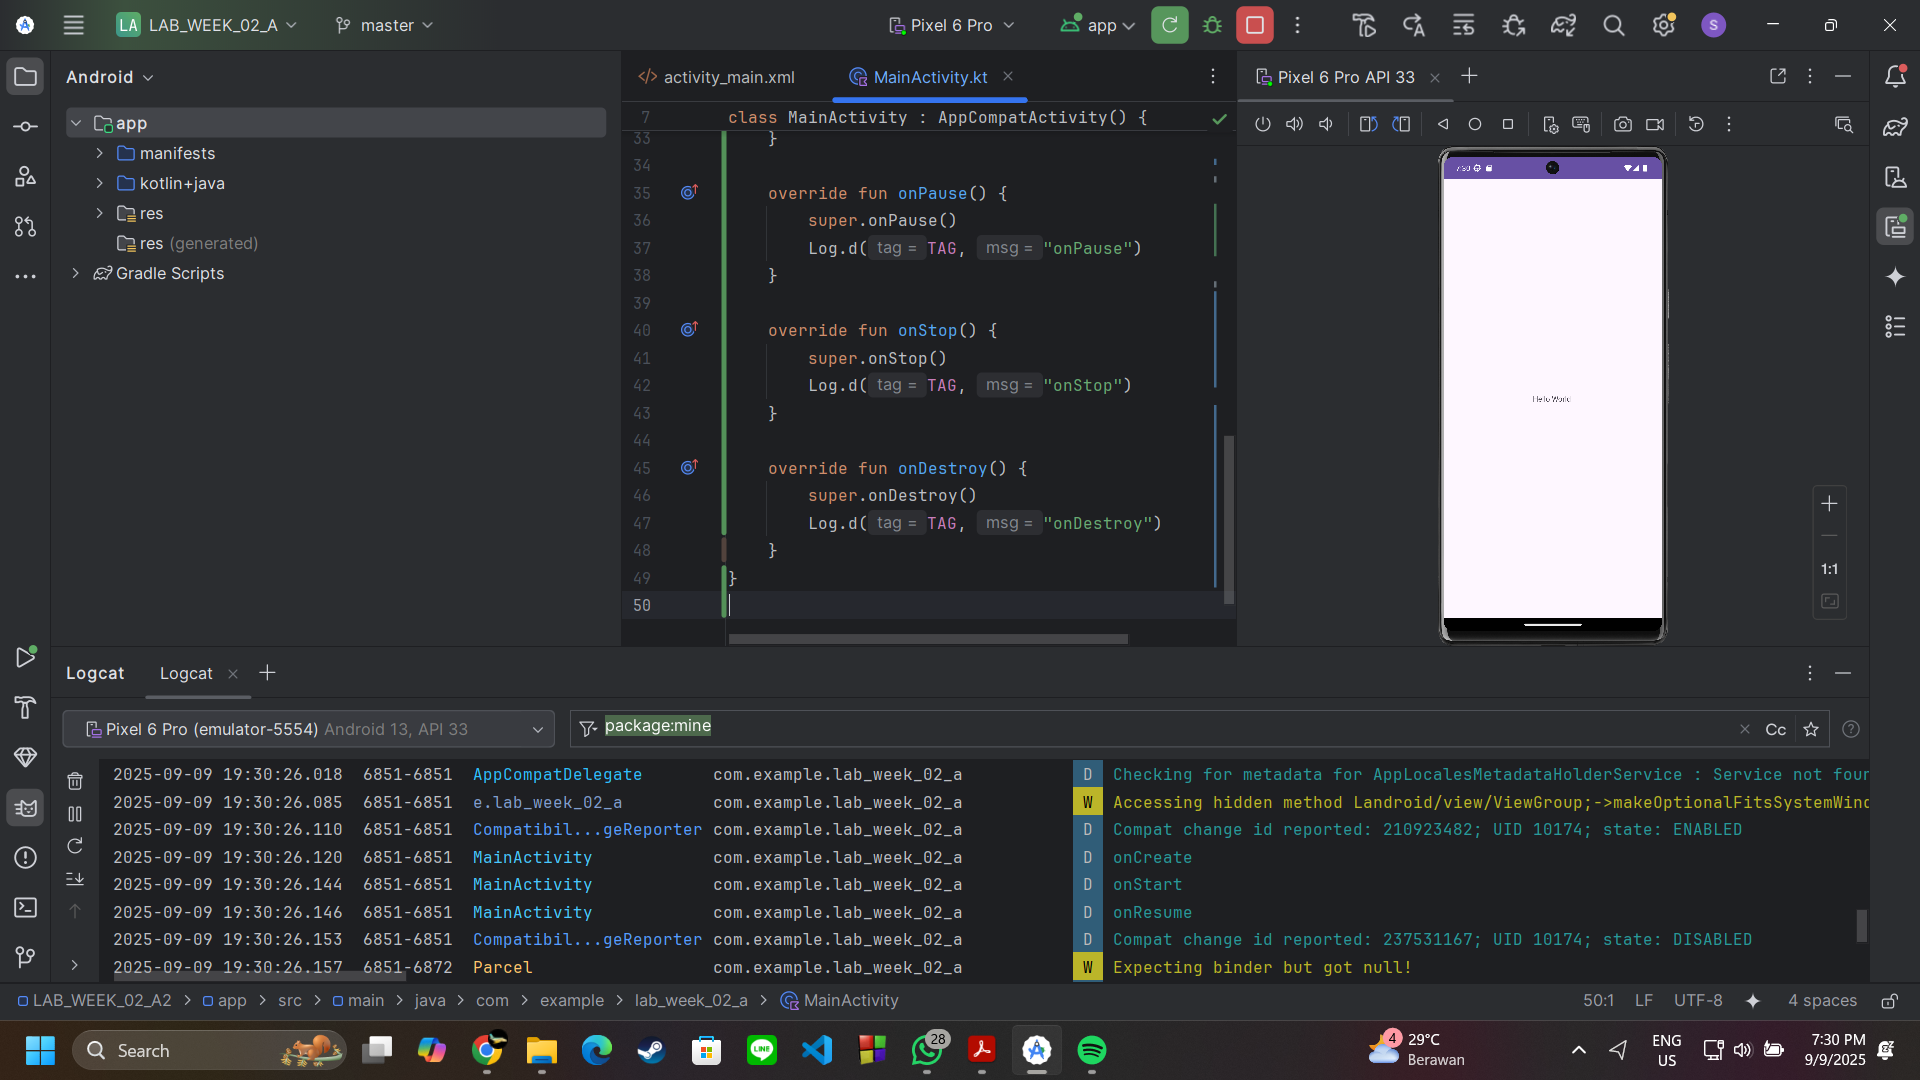 LA LAB_WEEK_02_A
master
Pixel 6 Pro
app
S
Android
app
manifests
kotlin+java
res
res (generated)
Gradle Scripts
activity_main.xml
MainActivity.kt
7 class MainActivity : AppCompatActivity() {
33 }
34
35 override fun onPause() {
36 super.onPause()
37 Log.d( tag = TAG, msg = "onPause")
38 }
39
40 override fun onStop() {
41 super.onStop()
42 Log.d( tag = TAG, msg = "onStop")
43 }
44
45 override fun onDestroy() {
46 super.onDestroy()
47 Log.d( tag = TAG, msg = "onDestroy")
48 }
49 }
50
Pixel 6 Pro API 33
7:30
Hello World
1:1
Logcat
Logcat
Pixel 6 Pro (emulator-5554) Android 13, API 33
package:mine
Cc
2025-09-09 19:30:26.018 6851-6851 AppCompatDelegate com.example.lab_week_02_a D Checking for metadata for AppLocalesMetadataHolderService : Service not four
2025-09-09 19:30:26.085 6851-6851 e.lab_week_02_a com.example.lab_week_02_a W Accessing hidden method Landroid/view/ViewGroup;->makeOptionalFitsSystemWind
2025-09-09 19:30:26.110 6851-6851 Compatibil...geReporter com.example.lab_week_02_a D Compat change id reported: 210923482; UID 10174; state: ENABLED
2025-09-09 19:30:26.120 6851-6851 MainActivity com.example.lab_week_02_a D onCreate
2025-09-09 19:30:26.144 6851-6851 MainActivity com.example.lab_week_02_a D onStart
2025-09-09 19:30:26.146 6851-6851 MainActivity com.example.lab_week_02_a D onResume
2025-09-09 19:30:26.153 6851-6851 Compatibil...geReporter com.example.lab_week_02_a D Compat change id reported: 237531167; UID 10174; state: DISABLED
2025-09-09 19:30:26.157 6851-6872 Parcel com.example.lab_week_02_a W Expecting binder but got null!
LAB_WEEK_02_A2 > app > src > main > java > com > example > lab_week_02_a > MainActivity
50:1 LF UTF-8 4 spaces
Search
LINE
28
4
29°C
Berawan
ENG
US
7:30 PM
9/9/2025